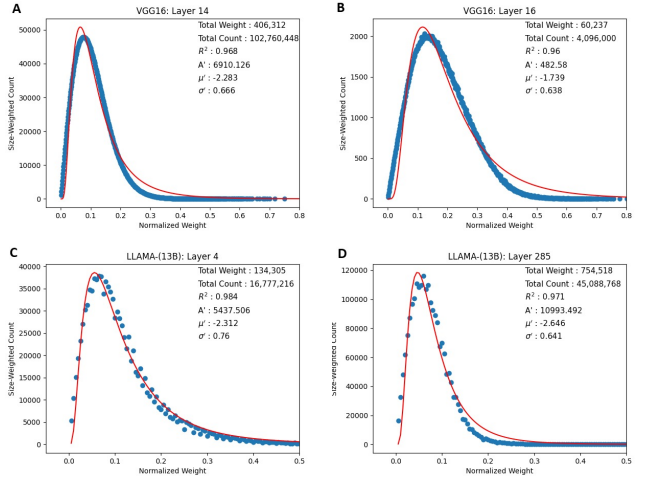 A
VGG16: Layer 14
Total Weight : 406,312
Total Count : 102,760,448
R² : 0.968
A' : 6910.126
μ' : -2.283
σ' : 0.666
Size-Weighted Count
50000
40000
30000
20000
10000
0
0.0 0.1 0.2 0.3 0.4 0.5 0.6 0.7 0.8
Normalized Weight
B
VGG16: Layer 16
Total Weight : 60,237
Total Count : 4,096,000
R² : 0.96
A' : 482.58
μ' : -1.739
σ' : 0.638
Size-Weighted Count
2000
1500
1000
500
0
0.0 0.1 0.2 0.3 0.4 0.5 0.6 0.7 0.8
Normalized Weight
C
LLAMA-(13B): Layer 4
Total Weight : 134,305
Total Count : 16,777,216
R² : 0.984
A' : 5437.506
μ' : -2.312
σ' : 0.76
Size-Weighted Count
40000
35000
30000
25000
20000
15000
10000
5000
0
0.0 0.1 0.2 0.3 0.4 0.5
Normalized Weight
D
LLAMA-(13B): Layer 285
Total Weight : 754,518
Total Count : 45,088,768
R² : 0.971
A' : 10993.492
μ' : -2.646
σ' : 0.641
Size-Weighted Count
120000
100000
80000
60000
40000
20000
0
0.0 0.1 0.2 0.3 0.4 0.5
Normalized Weight